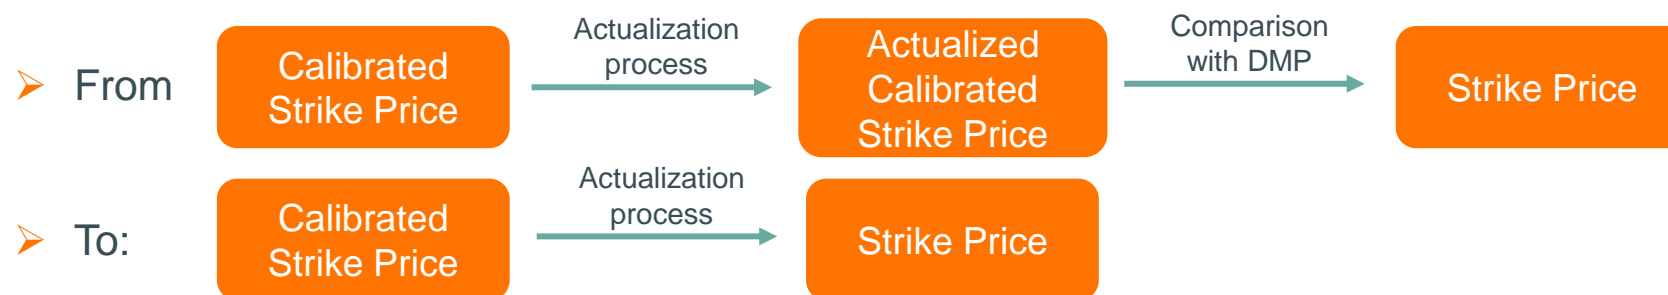 From
Calibrated
Strike Price
Actualization
process
Actualized
Calibrated
Strike Price
Comparison
with DMP
Strike Price
To:
Calibrated
Strike Price
Actualization
process
Strike Price